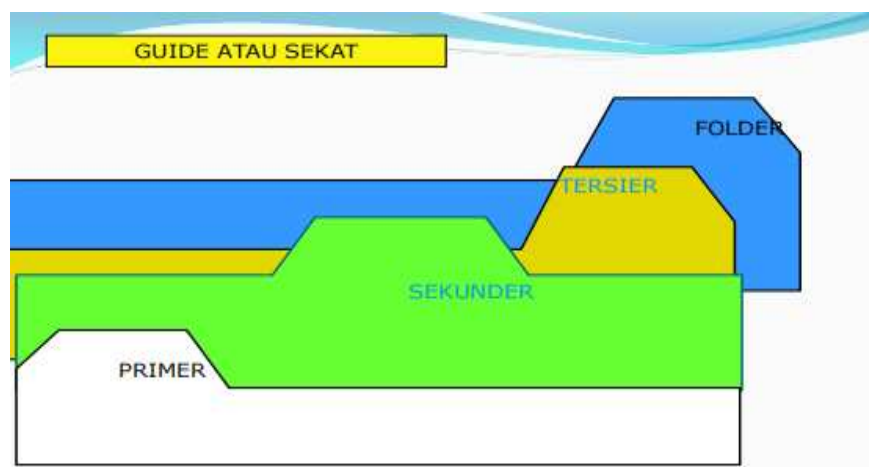 GUIDE ATAU SEKAT
FOLDER
TERSIER
SEKUNDER
PRIMER